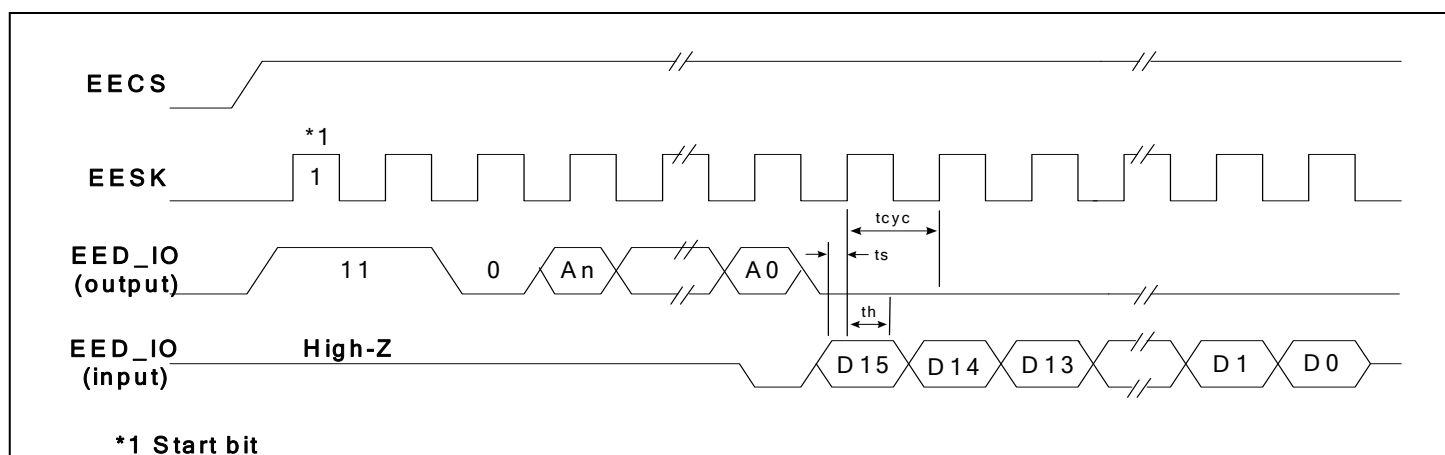 EECS
*1
EESK
1
tcyc
EED_IO
(output)
11
0
An
A0
ts
th
EED_IO
(input)
High-Z
D15
D14
D13
D1
D0
*1 Start bit